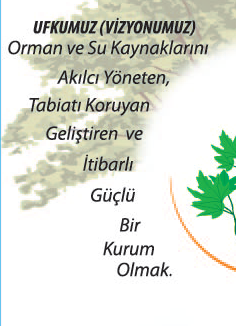 UFKUMUZ (VİZYONUMUZ)
Orman ve Su Kaynaklarını
Akılcı Yöneten,
Tabiatı Koruyan
Geliştiren ve
İtibarlı
Güçlü
Bir
Kurum
Olmak.